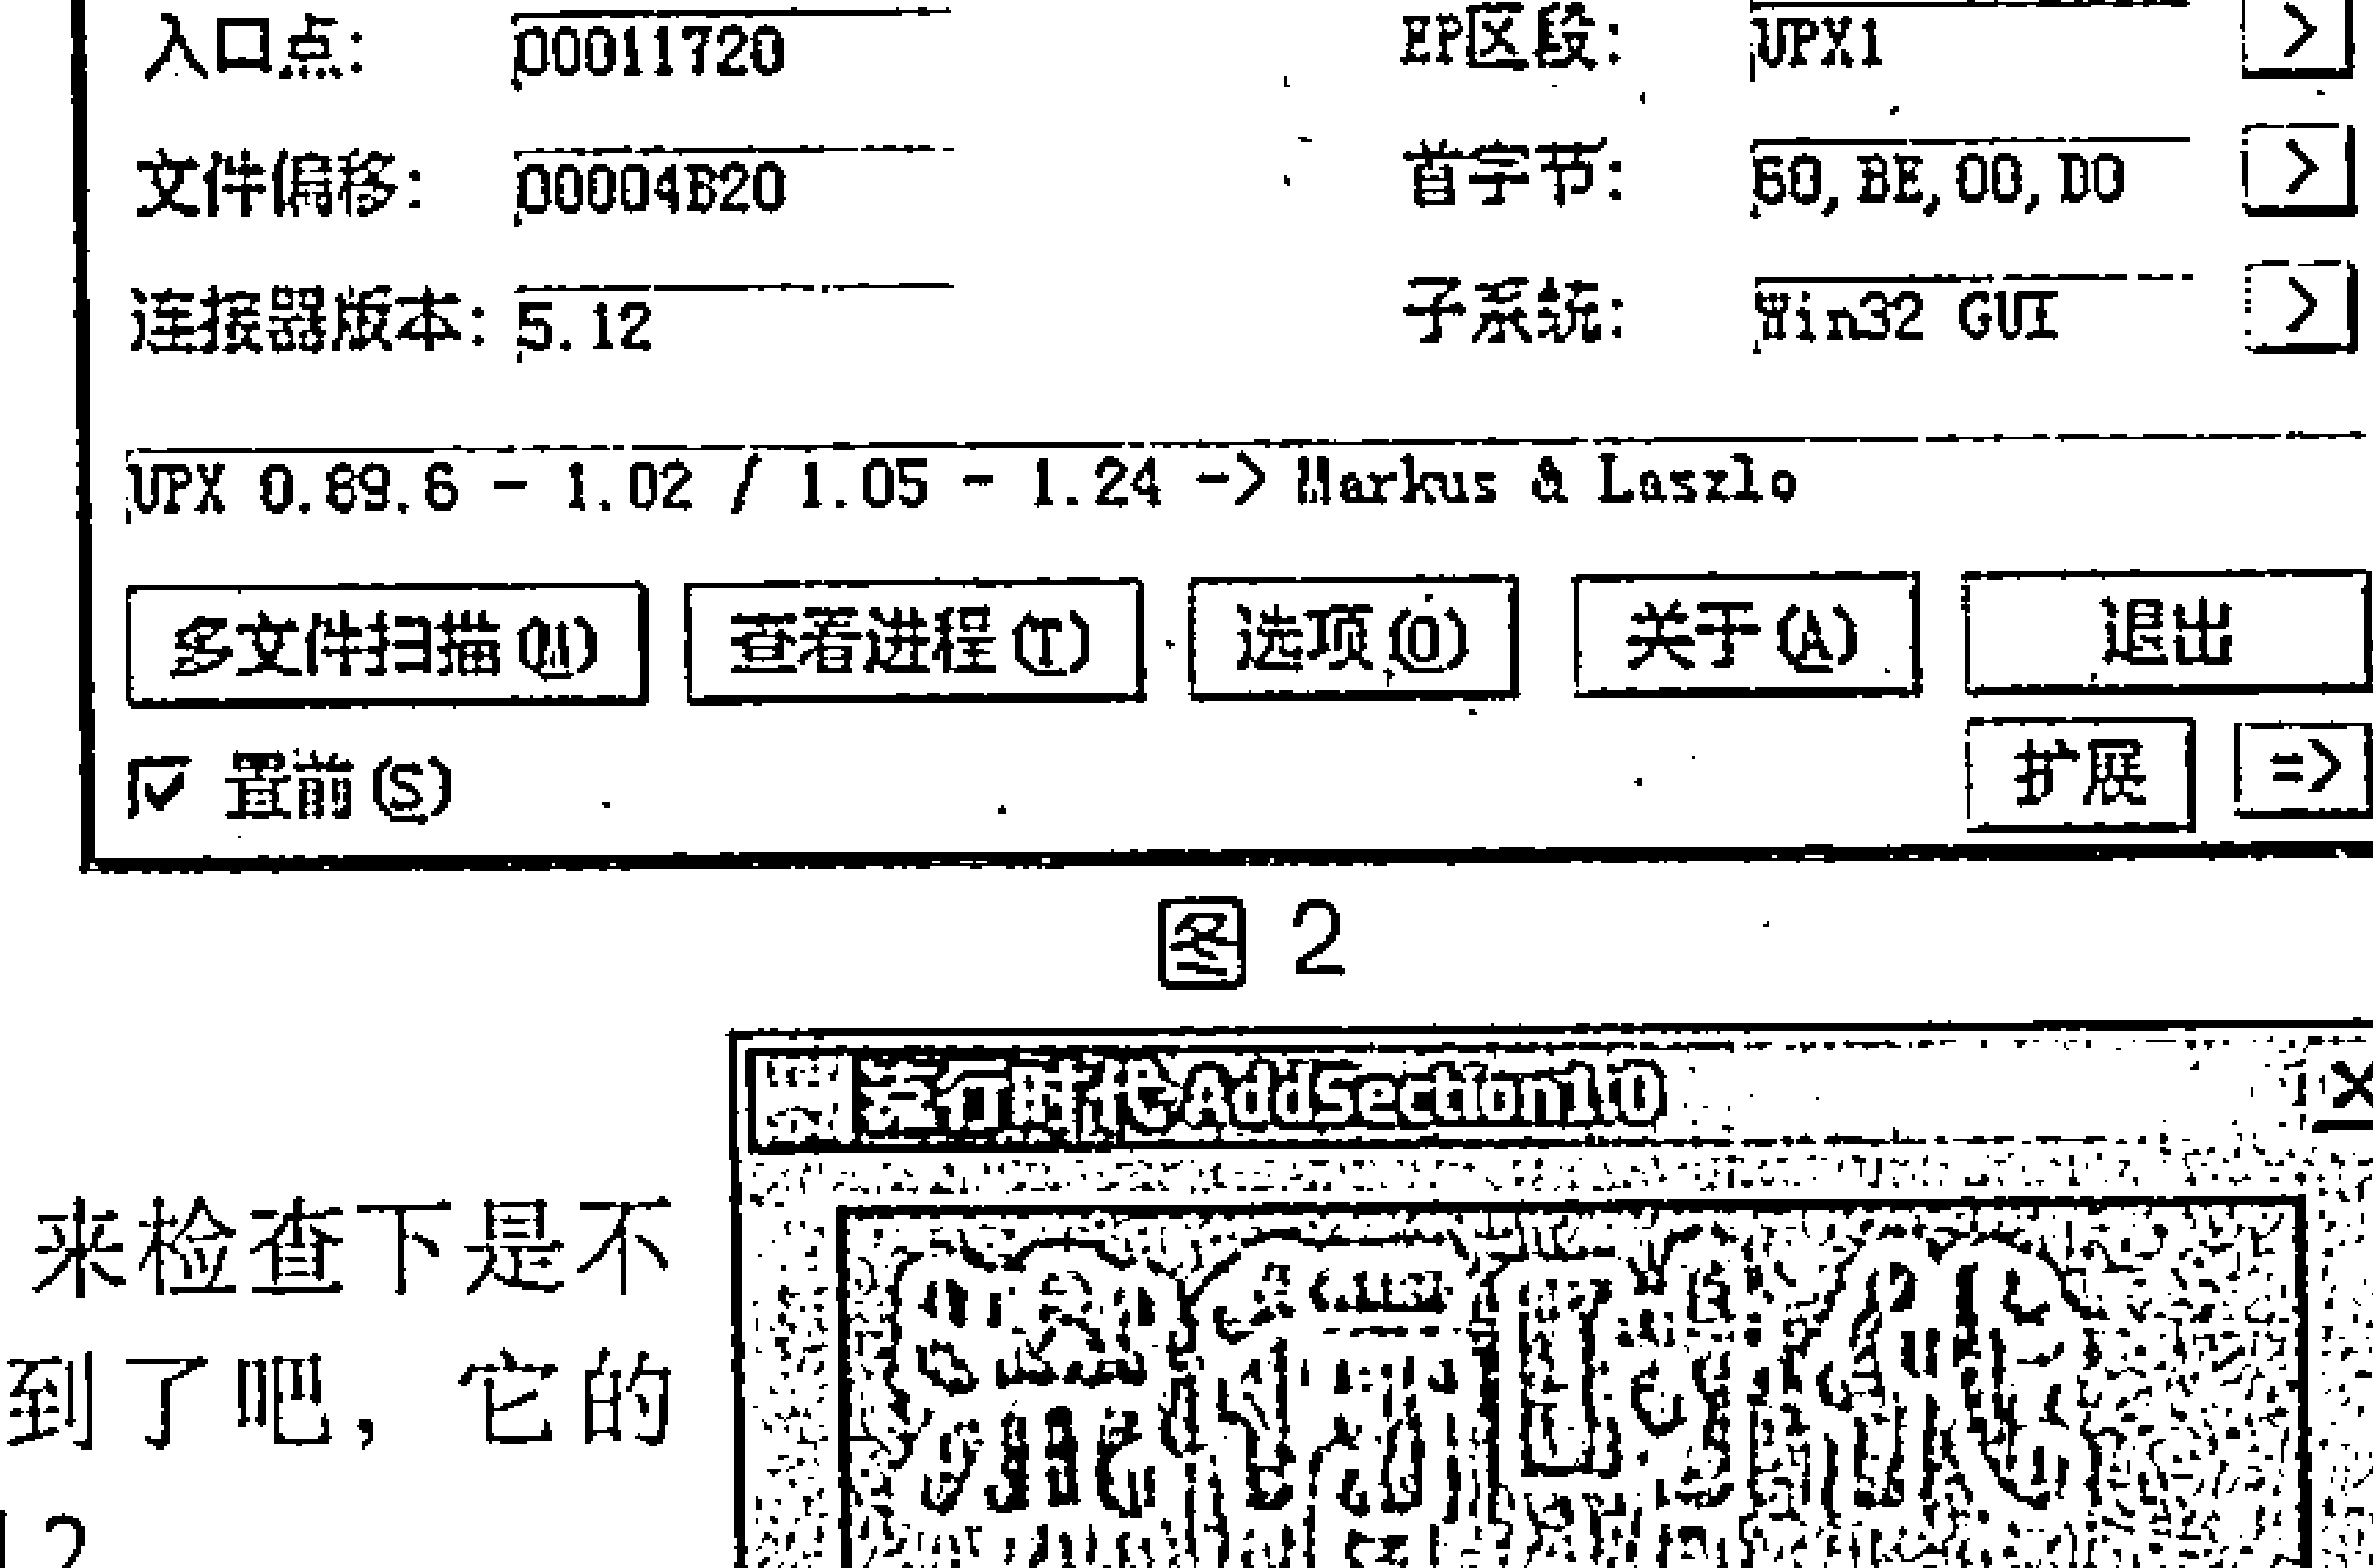 入口点: 00011720 EP区段: UPX1 >
文件偏移: 00004B20 首字节: 60,BE,00,D0 >
连接器版本: 5.12 子系统: Win32 GUI >
UPX 0.89.6 - 1.02 / 1.05 - 1.24 -> Markus & Laszlo
多文件扫描(M) 查看进程(T) 选项(O) 关于(A) 退出
置前(S) 扩展 =>
图 2
AddSection1.0
来检查下是不
到了吧，它的
12